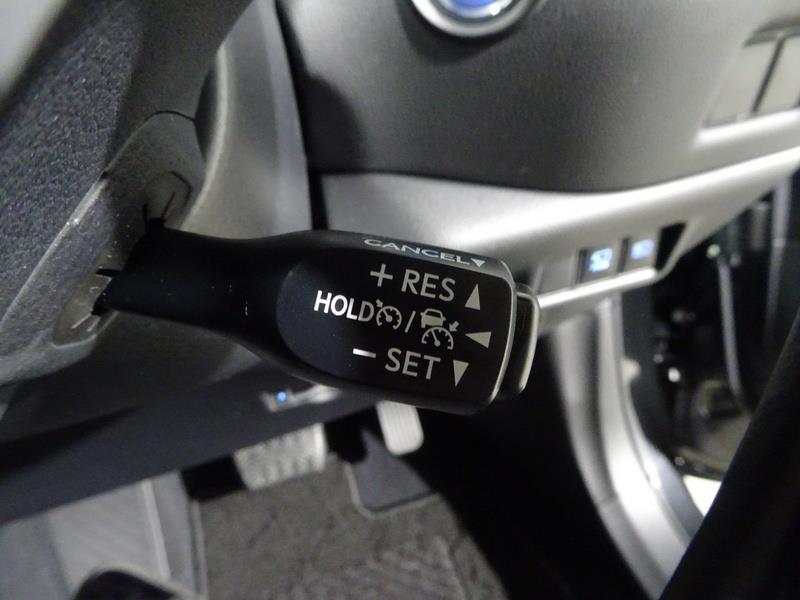 CANCEL▼
+ RES ▲
HOLD / ◀
− SET ▼